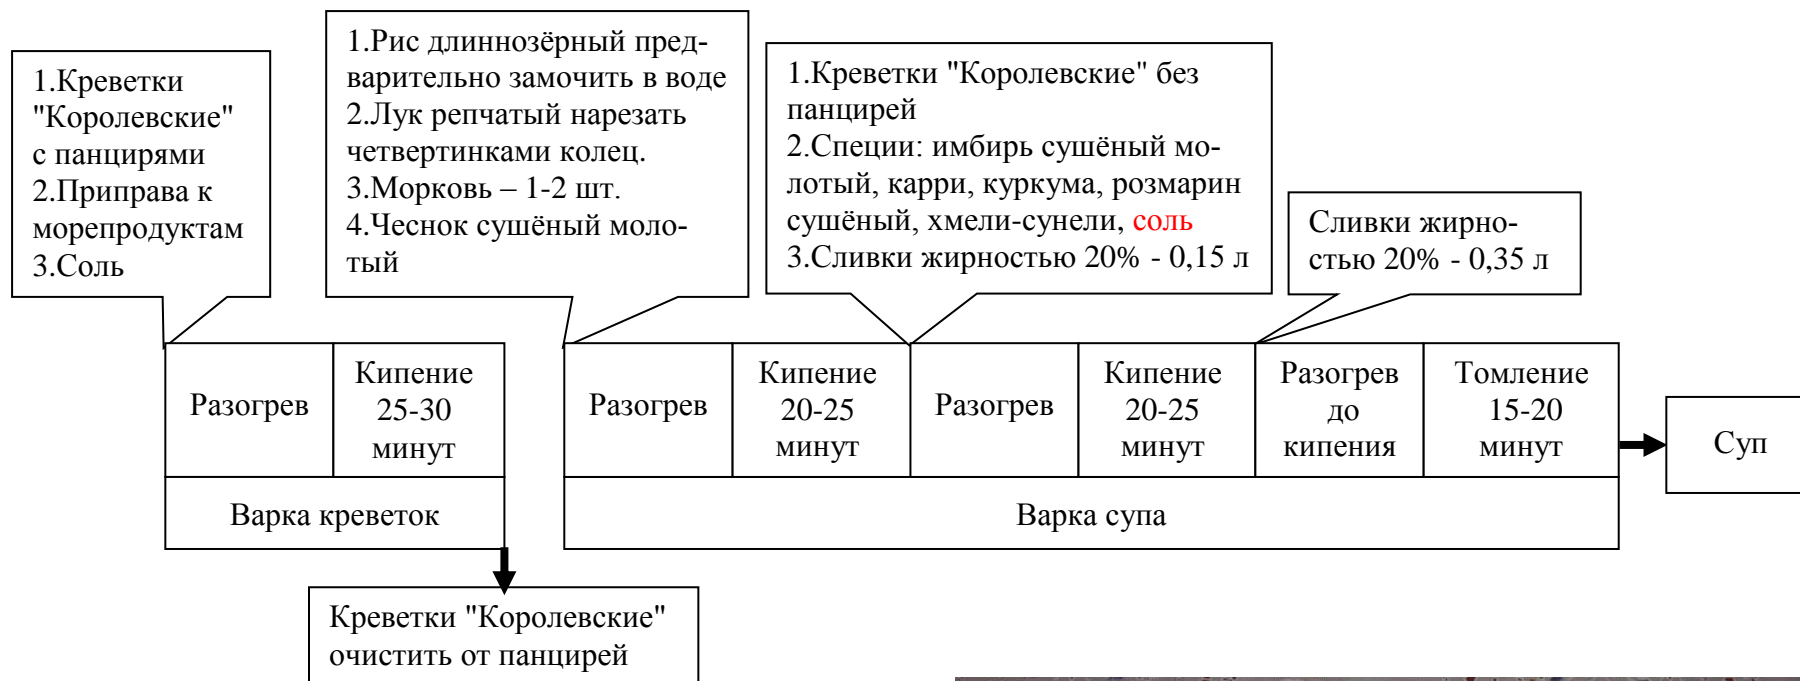 1.Креветки
"Королевские"
с панцирями
2.Приправа к
морепродуктам
3.Соль
1.Рис длиннозёрный пред-
варительно замочить в воде
2.Лук репчатый нарезать
четвертинками колец.
3.Морковь – 1-2 шт.
4.Чеснок сушёный моло-
тый
1.Креветки "Королевские" без
панцирей
2.Специи: имбирь сушёный мо-
лотый, карри, куркума, розмарин
сушёный, хмели-сунели, соль
3.Сливки жирностью 20% - 0,15 л
Сливки жирно-
стью 20% - 0,35 л
Разогрев
Кипение
25-30
минут
Варка креветок
Разогрев
Кипение
20-25
минут
Разогрев
Кипение
20-25
минут
Разогрев
до
кипения
Томление
15-20
минут
Варка супа
Суп
Креветки "Королевские"
очистить от панцирей